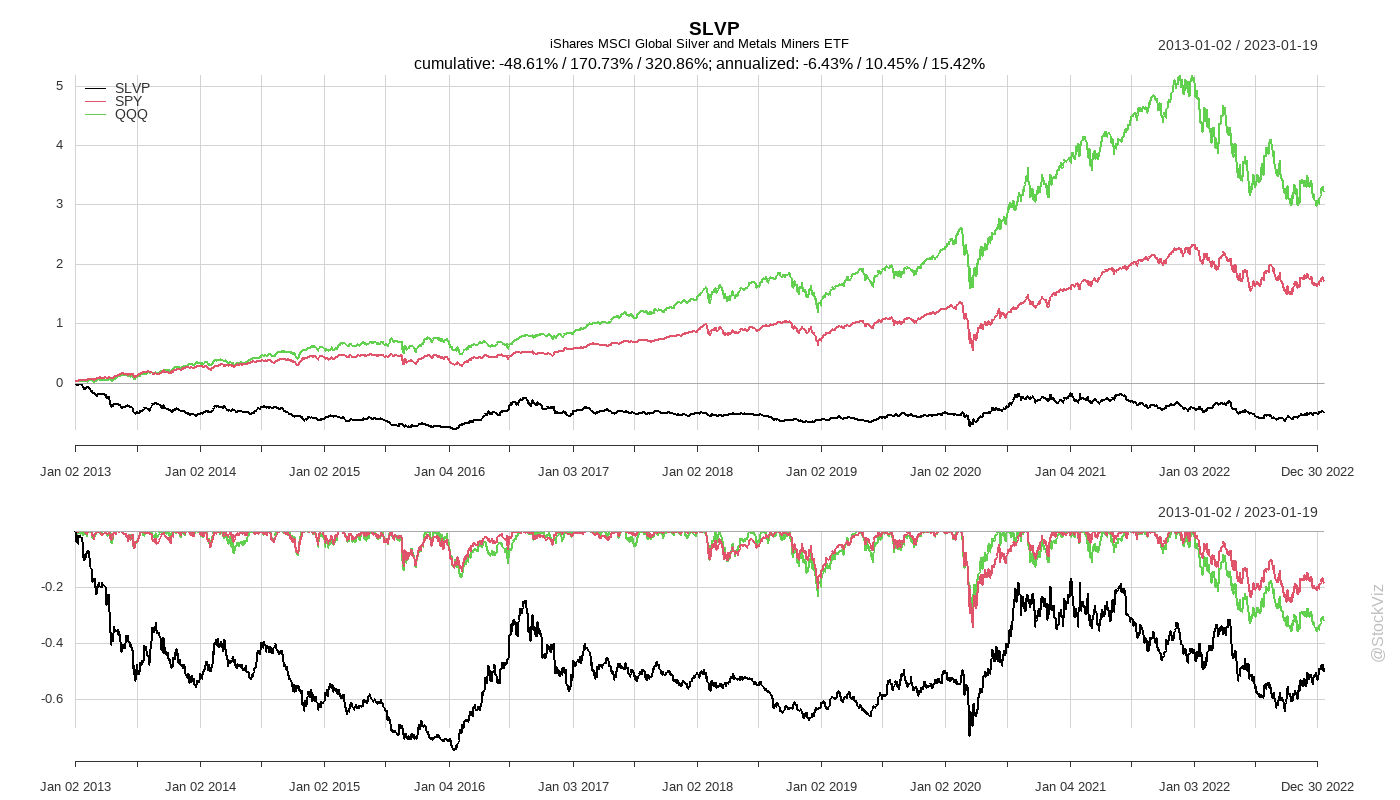 SLVP
iShares MSCI Global Silver and Metals Miners ETF
2013-01-02 / 2023-01-19
cumulative: -48.61% / 170.73% / 320.86%; annualized: -6.43% / 10.45% / 15.42%
SLVP
SPY
QQQ
5
4
3
2
1
0
Jan 02 2013 Jan 02 2014 Jan 02 2015 Jan 04 2016 Jan 03 2017 Jan 02 2018 Jan 02 2019 Jan 02 2020 Jan 04 2021 Jan 03 2022 Dec 30 2022
2013-01-02 / 2023-01-19
-0.2
-0.4
-0.6
Jan 02 2013 Jan 02 2014 Jan 02 2015 Jan 04 2016 Jan 03 2017 Jan 02 2018 Jan 02 2019 Jan 02 2020 Jan 04 2021 Jan 03 2022 Dec 30 2022
@StockViz